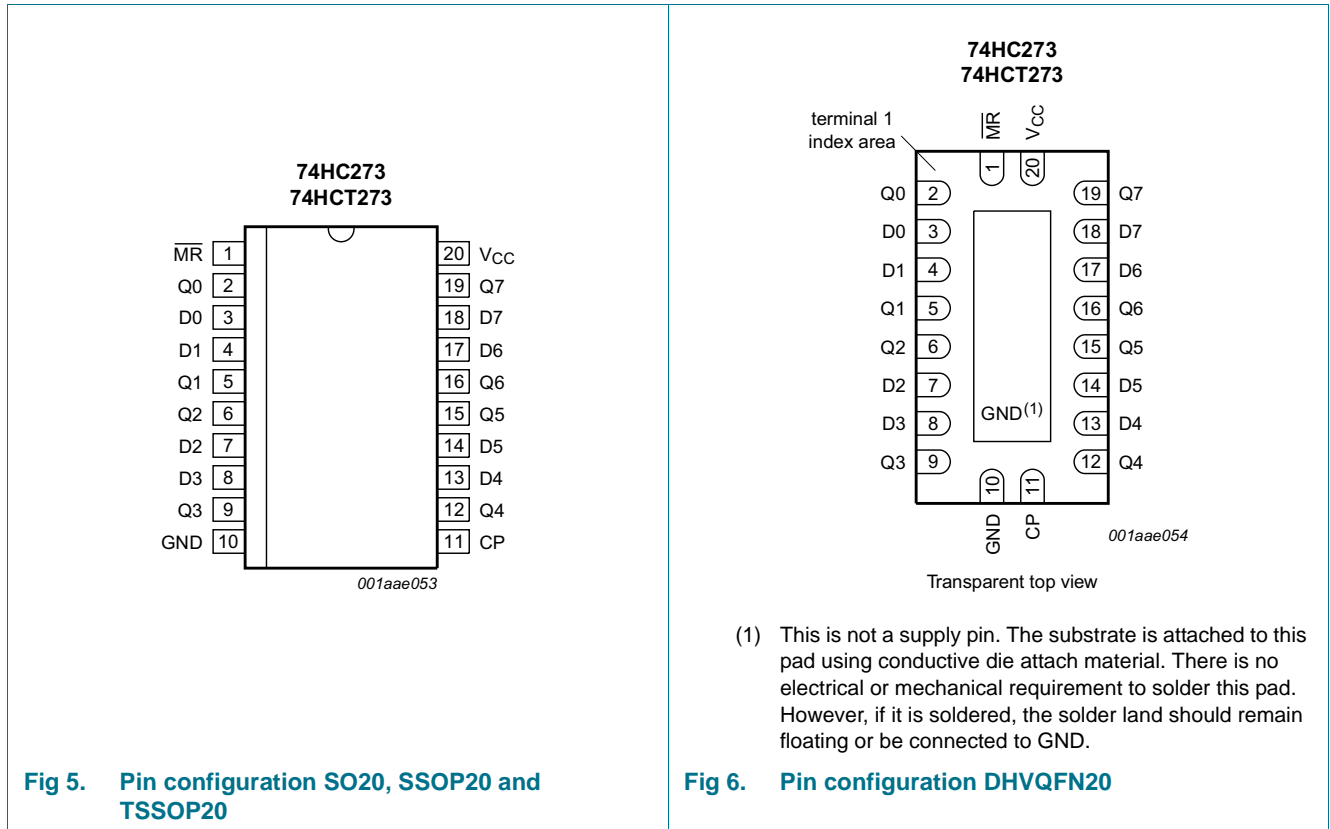 74HC273
74HCT273
MR 1
Q0 2
D0 3
D1 4
Q1 5
Q2 6
D2 7
D3 8
Q3 9
GND 10
20 VCC
19 Q7
18 D7
17 D6
16 Q6
15 Q5
14 D5
13 D4
12 Q4
11 CP
001aae053
Fig 5. Pin configuration SO20, SSOP20 and
TSSOP20
74HC273
74HCT273
terminal 1
index area
MR
VCC
1
20
Q0 2
D0 3
D1 4
Q1 5
Q2 6
D2 7
D3 8
Q3 9
19 Q7
18 D7
17 D6
16 Q6
15 Q5
14 D5
13 D4
12 Q4
GND(1)
10
11
GND
CP
001aae054
Transparent top view
(1) This is not a supply pin. The substrate is attached to this
pad using conductive die attach material. There is no
electrical or mechanical requirement to solder this pad.
However, if it is soldered, the solder land should remain
floating or be connected to GND.
Fig 6. Pin configuration DHVQFN20